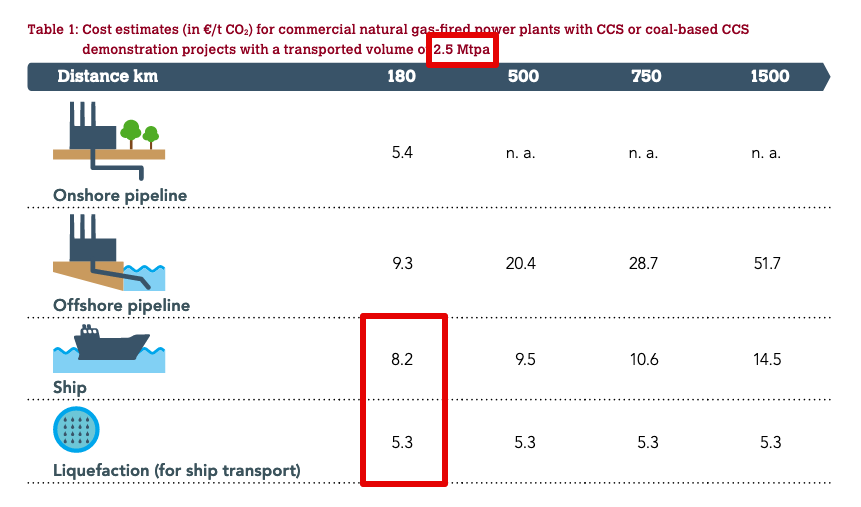 Table 1: Cost estimates (in €/t CO₂) for commercial natural gas-fired power plants with CCS or coal-based CCS
demonstration projects with a transported volume of 2.5 Mtpa
Distance km 180 500 750 1500
5.4 n. a. n. a. n. a.
Onshore pipeline
9.3 20.4 28.7 51.7
Offshore pipeline
8.2 9.5 10.6 14.5
Ship
5.3 5.3 5.3 5.3
Liquefaction (for ship transport)